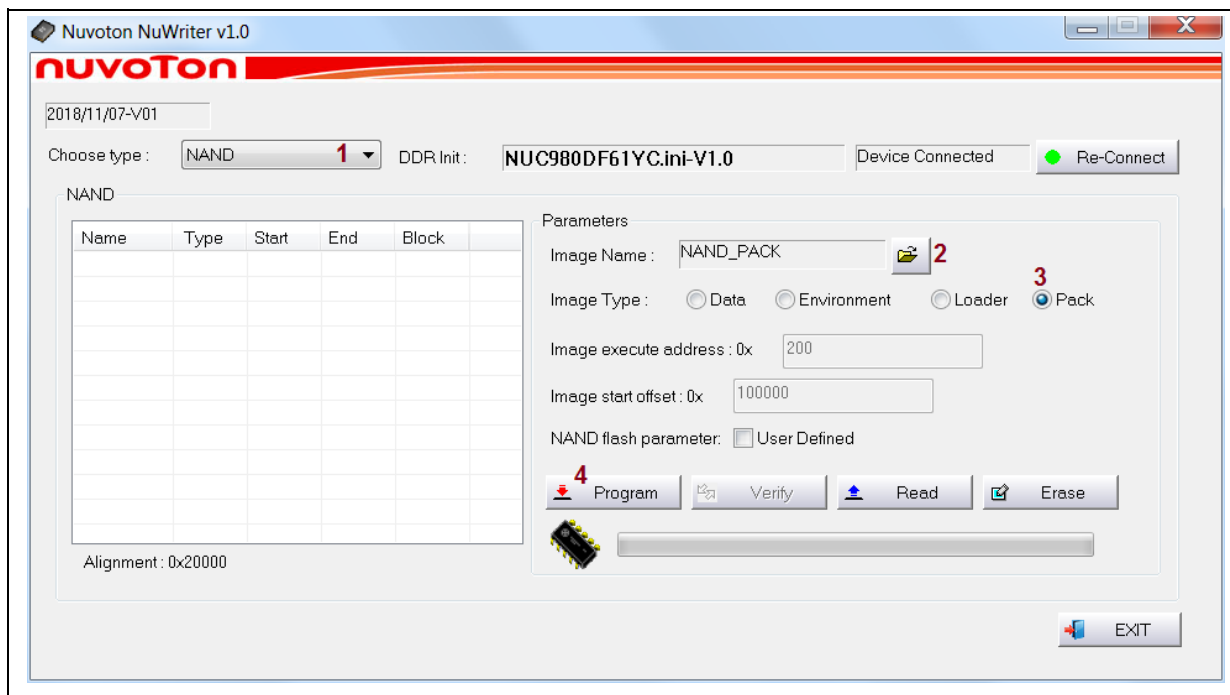 Nuvoton NuWriter v1.0
nuvoTon
2018/11/07-V01
Choose type : NAND 1 DDR Init : NUC980DF61YC.ini-V1.0 Device Connected Re-Connect
NAND
Name Type Start End Block
Alignment : 0x20000
Parameters
Image Name : NAND_PACK 2
3
Image Type : Data Environment Loader Pack
Image execute address : 0x 200
Image start offset : 0x 100000
NAND flash parameter: User Defined
4
Program Verify Read Erase
EXIT